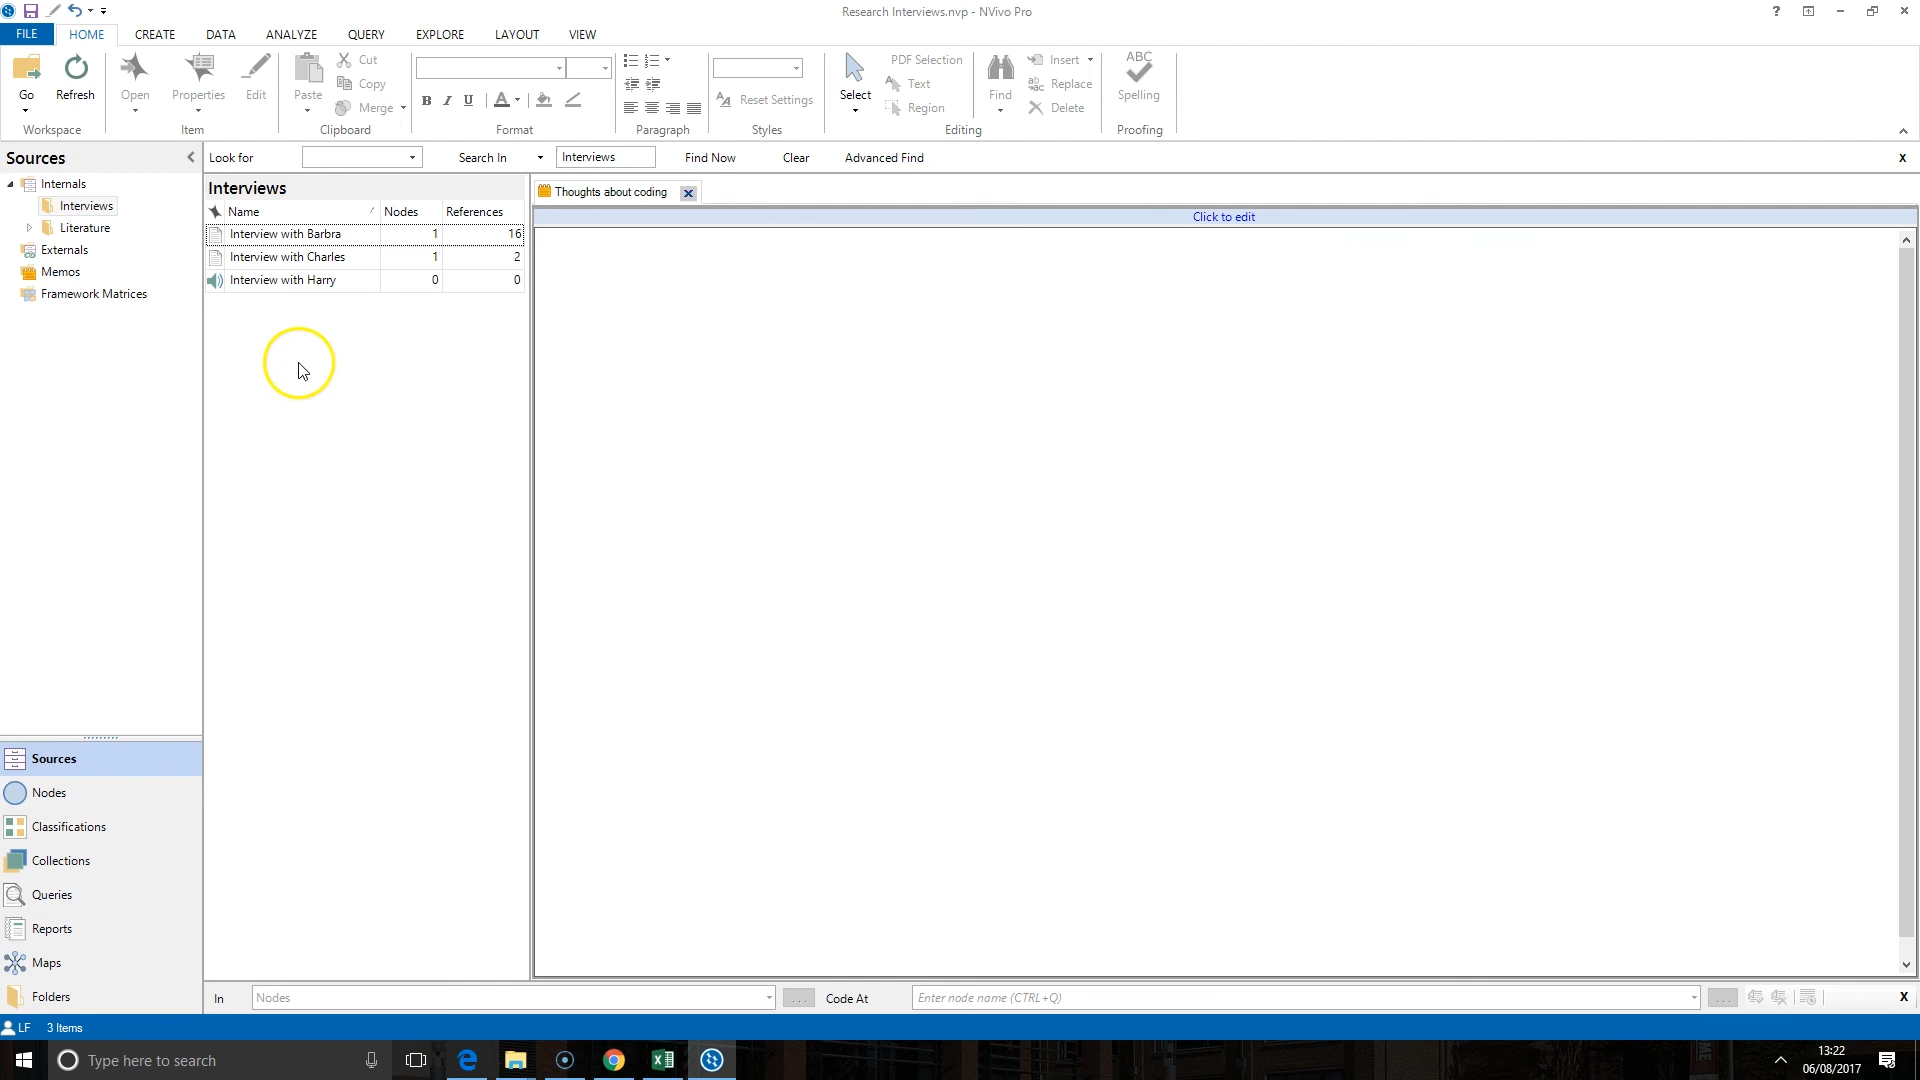 Research Interviews.nvp - NVivo Pro
?
FILE HOME CREATE DATA ANALYZE QUERY EXPLORE LAYOUT VIEW
Go
Refresh
Workspace
Open
Properties
Edit
Item
Paste
Cut
Copy
Merge
Clipboard
B I U A
Format
Paragraph
Reset Settings
Styles
Select
PDF Selection
Text
Region
Find
Insert
Replace
Delete
Editing
ABC
Spelling
Proofing
Sources
Look for Search In Interviews Find Now Clear Advanced Find X
Internals
Interviews
Literature
Externals
Memos
Framework Matrices
Interviews
Name Nodes References
Interview with Barbra 1 16
Interview with Charles 1 2
Interview with Harry 0 0
Thoughts about coding
Click to edit
Sources
Nodes
Classifications
Collections
Queries
Reports
Maps
Folders
In Nodes ... Code At Enter node name (CTRL+Q) ... X
LF 3 Items
Type here to search
13:22
06/08/2017